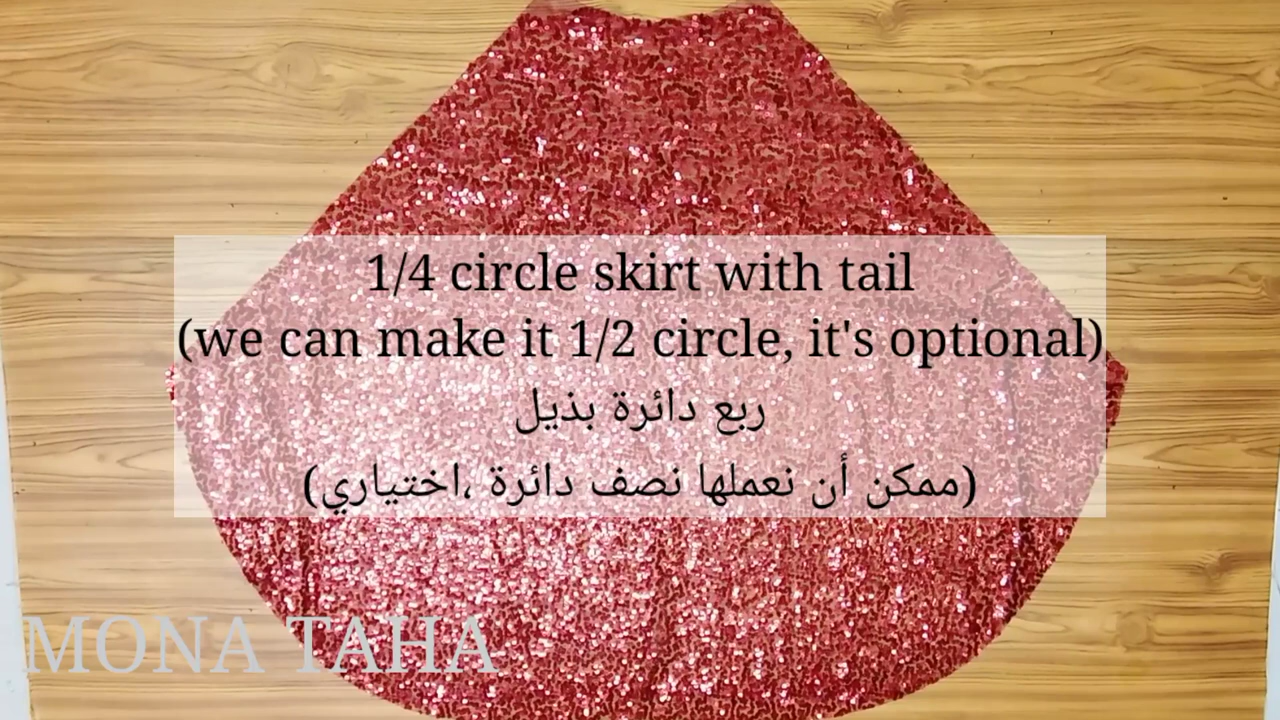 1/4 circle skirt with tail
(we can make it 1/2 circle, it's optional)
ربع دائرة بذيل
(ممكن أن نعملها نصف دائرة ،اختياري)
MONA TAHA